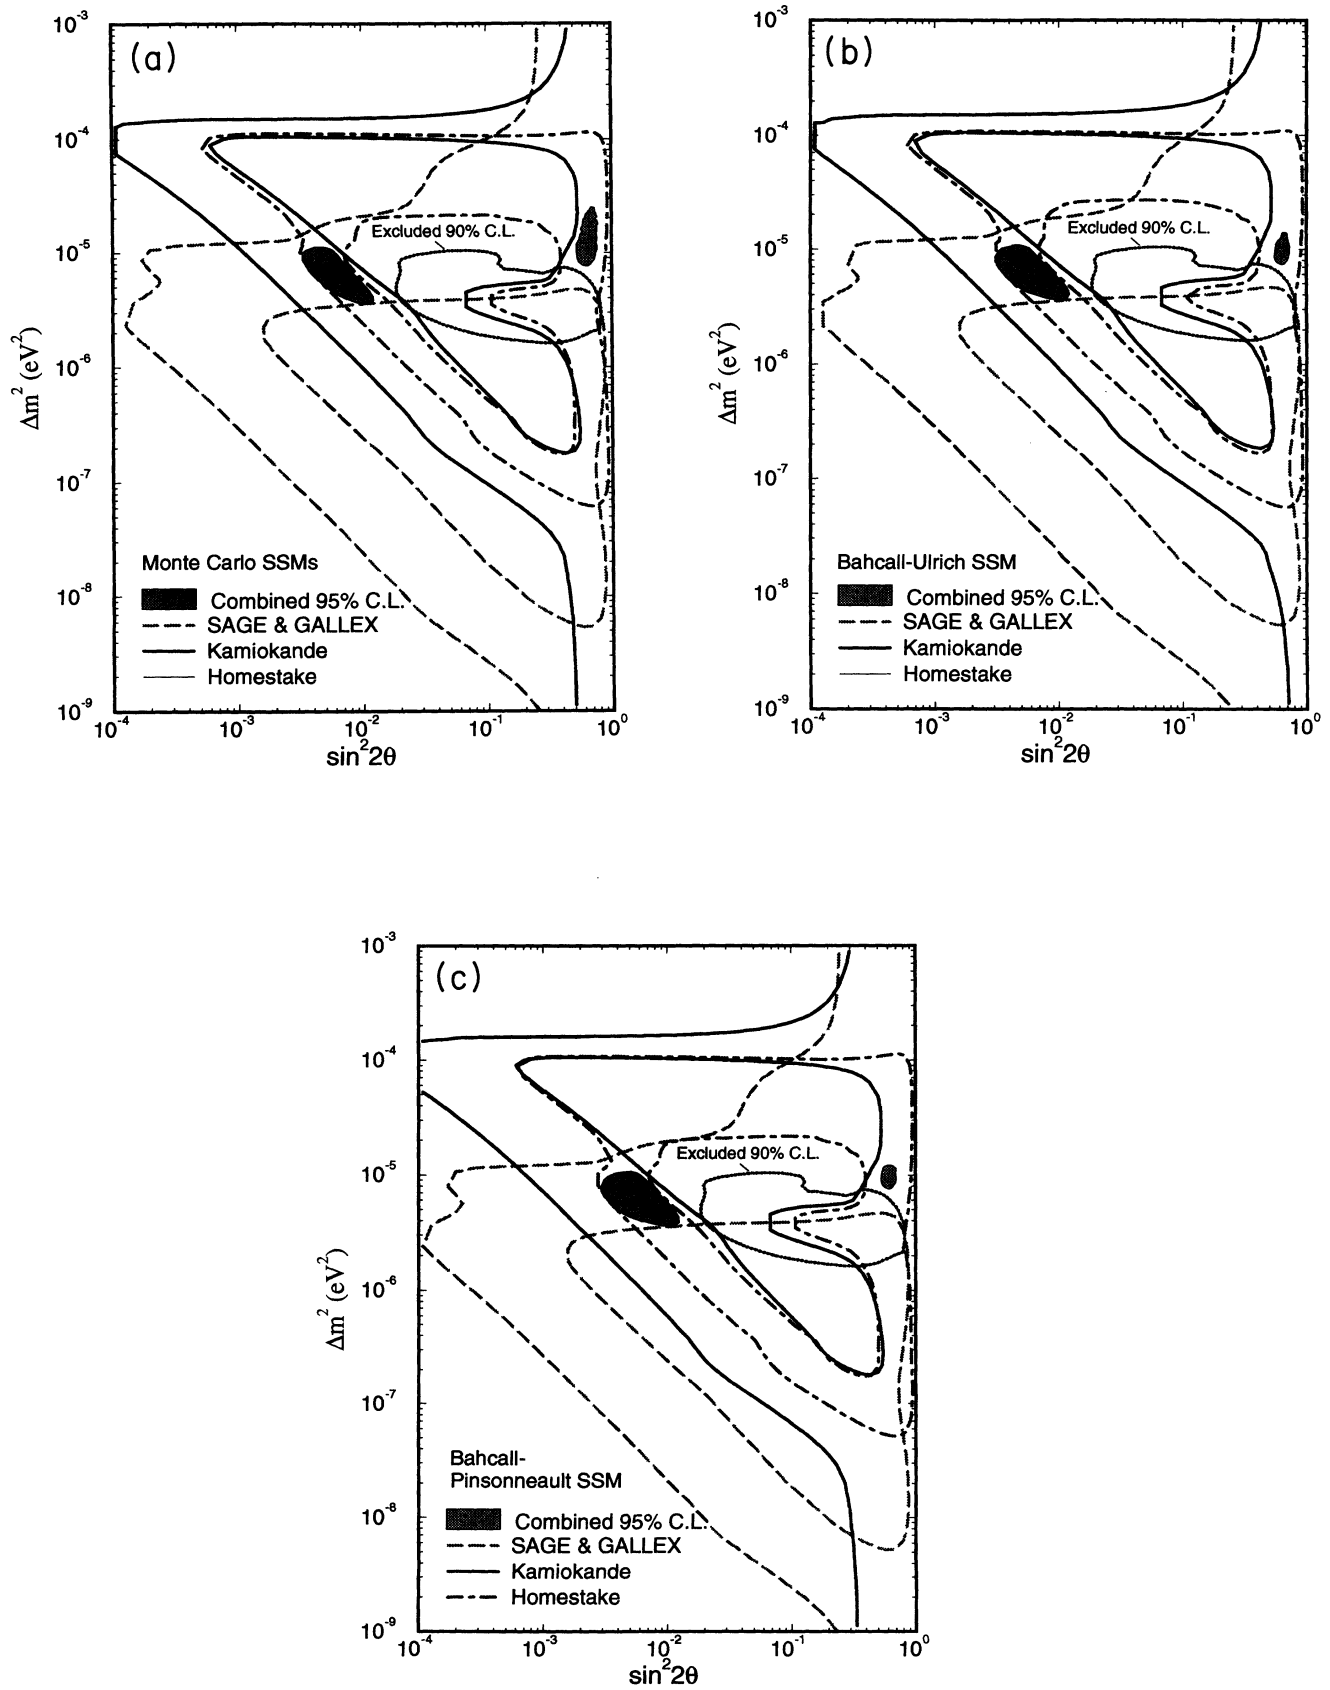 (a)
10^-3
10^-4
10^-5
10^-6
10^-7
10^-8
10^-9
Δm^2 (eV^2)
Excluded 90% C.L.
Monte Carlo SSMs
Combined 95% C.L.
SAGE & GALLEX
Kamiokande
Homestake
10^-4 10^-3 10^-2 10^-1 10^0
sin^2 2θ
(b)
10^-3
10^-4
10^-5
10^-6
10^-7
10^-8
10^-9
Δm^2 (eV^2)
Excluded 90% C.L.
Bahcall-Ulrich SSM
Combined 95% C.L.
SAGE & GALLEX
Kamiokande
Homestake
10^-4 10^-3 10^-2 10^-1 10^0
sin^2 2θ
(c)
10^-3
10^-4
10^-5
10^-6
10^-7
10^-8
10^-9
Δm^2 (eV^2)
Excluded 90% C.L.
Bahcall-
Pinsonneault SSM
Combined 95% C.L.
SAGE & GALLEX
Kamiokande
Homestake
10^-4 10^-3 10^-2 10^-1 10^0
sin^2 2θ